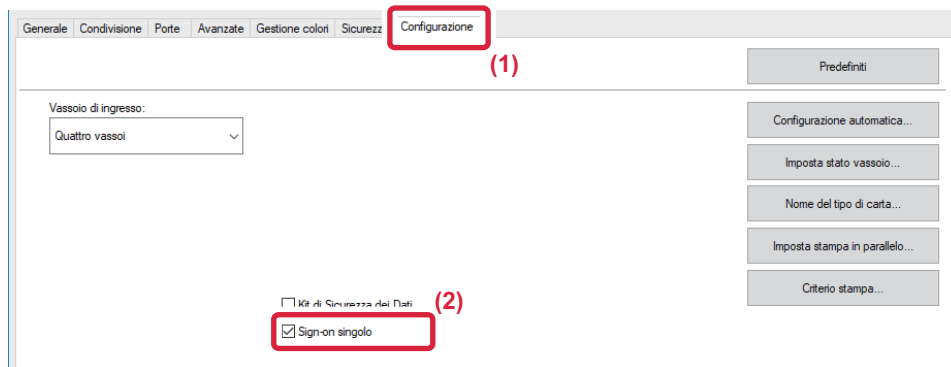 Generale Condivisione Porte Avanzate Gestione colori Sicurezz Configurazione
(1)
Predefiniti
Vassoio di ingresso:
Quattro vassoi
Configurazione automatica...
Imposta stato vassoio...
Nome del tipo di carta...
Imposta stampa in parallelo...
Criterio stampa...
Kit di Sicurezza dei Dati
(2)
Sign-on singolo